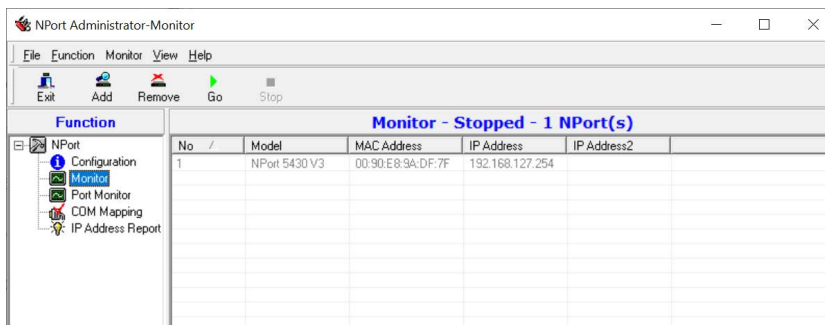 NPort Administrator-Monitor
File Function Monitor View Help
Exit Add Remove Go Stop
Function
Monitor - Stopped - 1 NPort(s)
NPort
Configuration
Monitor
Port Monitor
COM Mapping
IP Address Report
No / Model MAC Address IP Address IP Address2
1 NPort 5430 V3 00:90:E8:9A:DF:7F 192.168.127.254